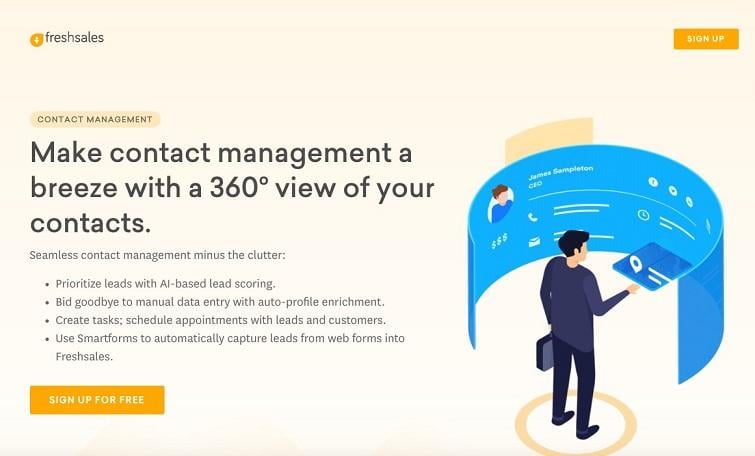 freshsales
SIGN UP
CONTACT MANAGEMENT
Make contact management a
breeze with a 360° view of your
contacts.
Seamless contact management minus the clutter:
• Prioritize leads with AI-based lead scoring.
• Bid goodbye to manual data entry with auto-profile enrichment.
• Create tasks; schedule appointments with leads and customers.
• Use Smartforms to automatically capture leads from web forms into
Freshsales.
SIGN UP FOR FREE
James Sampleton
CEO
$$$